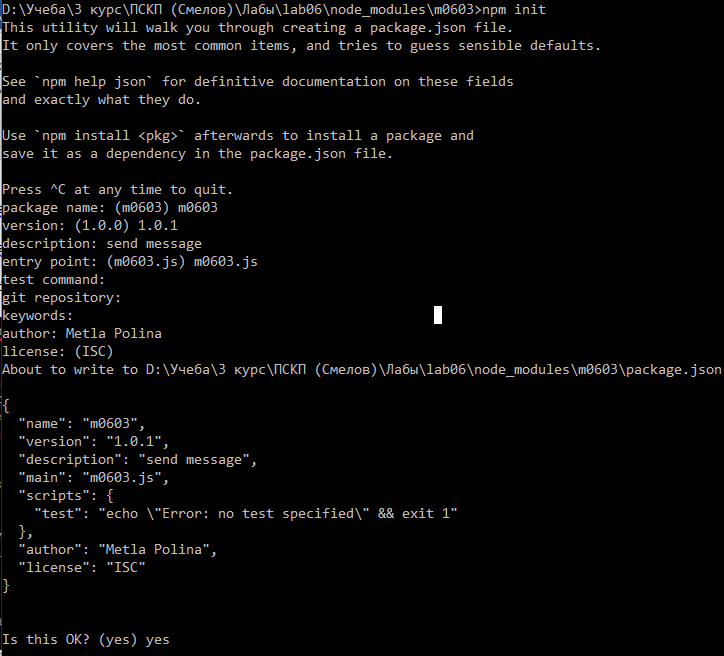 D:\Учеба\3 курс\ПСКП (Смелов)\Лабы\lab06\node_modules\m0603>npm init
This utility will walk you through creating a package.json file.
It only covers the most common items, and tries to guess sensible defaults.
See `npm help json` for definitive documentation on these fields
and exactly what they do.
Use `npm install <pkg>` afterwards to install a package and
save it as a dependency in the package.json file.
Press ^C at any time to quit.
package name: (m0603) m0603
version: (1.0.0) 1.0.1
description: send message
entry point: (m0603.js) m0603.js
test command:
git repository:
keywords:
author: Metla Polina
license: (ISC)
About to write to D:\Учеба\3 курс\ПСКП (Смелов)\Лабы\lab06\node_modules\m0603\package.json
{
  "name": "m0603",
  "version": "1.0.1",
  "description": "send message",
  "main": "m0603.js",
  "scripts": {
    "test": "echo \"Error: no test specified\" && exit 1"
  },
  "author": "Metla Polina",
  "license": "ISC"
}
Is this OK? (yes) yes